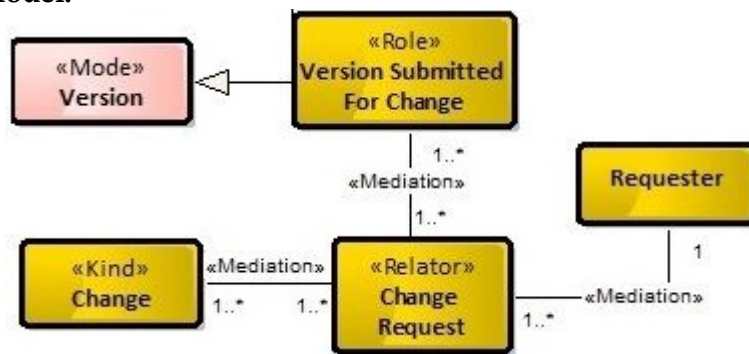 «Role»
Version Submitted
For Change
«Mode»
Version
1..*
«Mediation»
1..*
Requester
1
«Mediation»
1..*
«Kind»
Change
«Mediation»
1..*
1..*
«Relator»
Change
Request